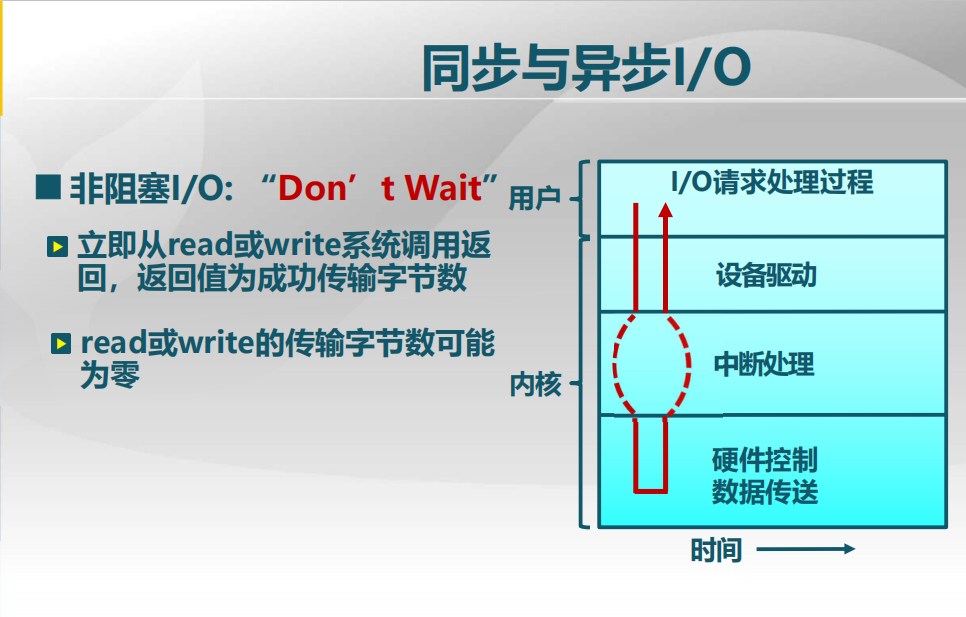 同步与异步I/O
非阻塞I/O: “Don’t Wait”
立即从read或write系统调用返
回，返回值为成功传输字节数
read或write的传输字节数可能
为零
用户
内核
I/O请求处理过程
设备驱动
中断处理
硬件控制
数据传送
时间